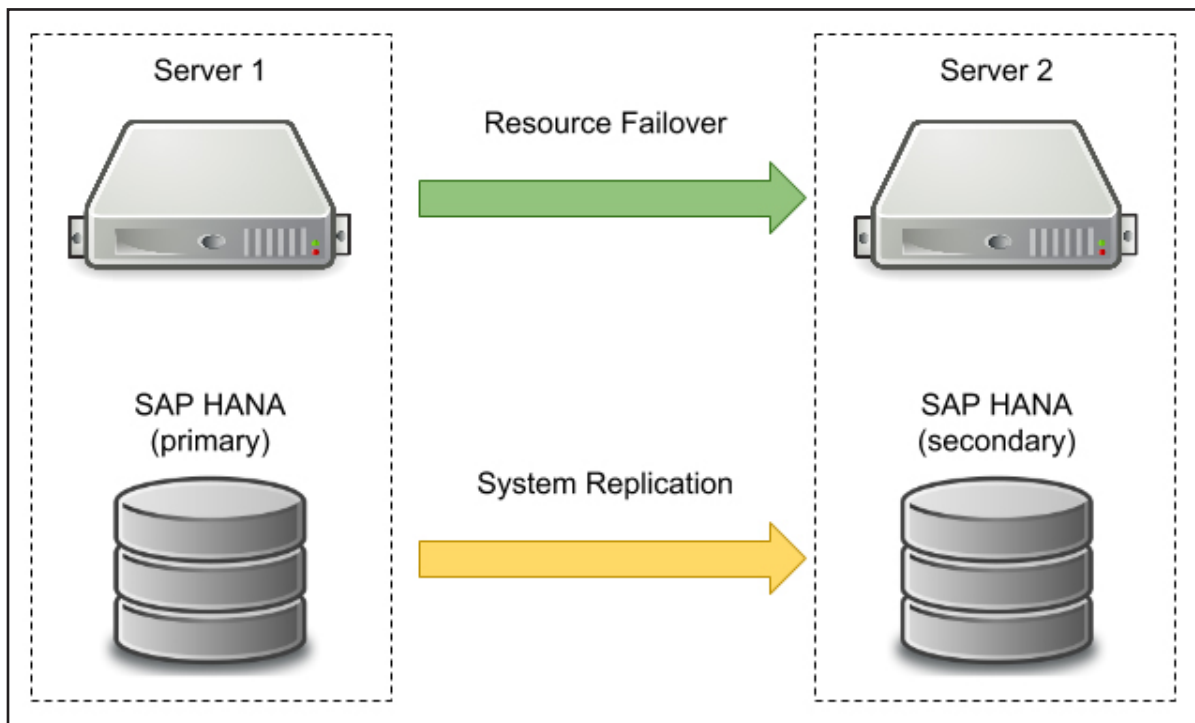 Server 1
Server 2
Resource Failover
SAP HANA
(primary)
SAP HANA
(secondary)
System Replication